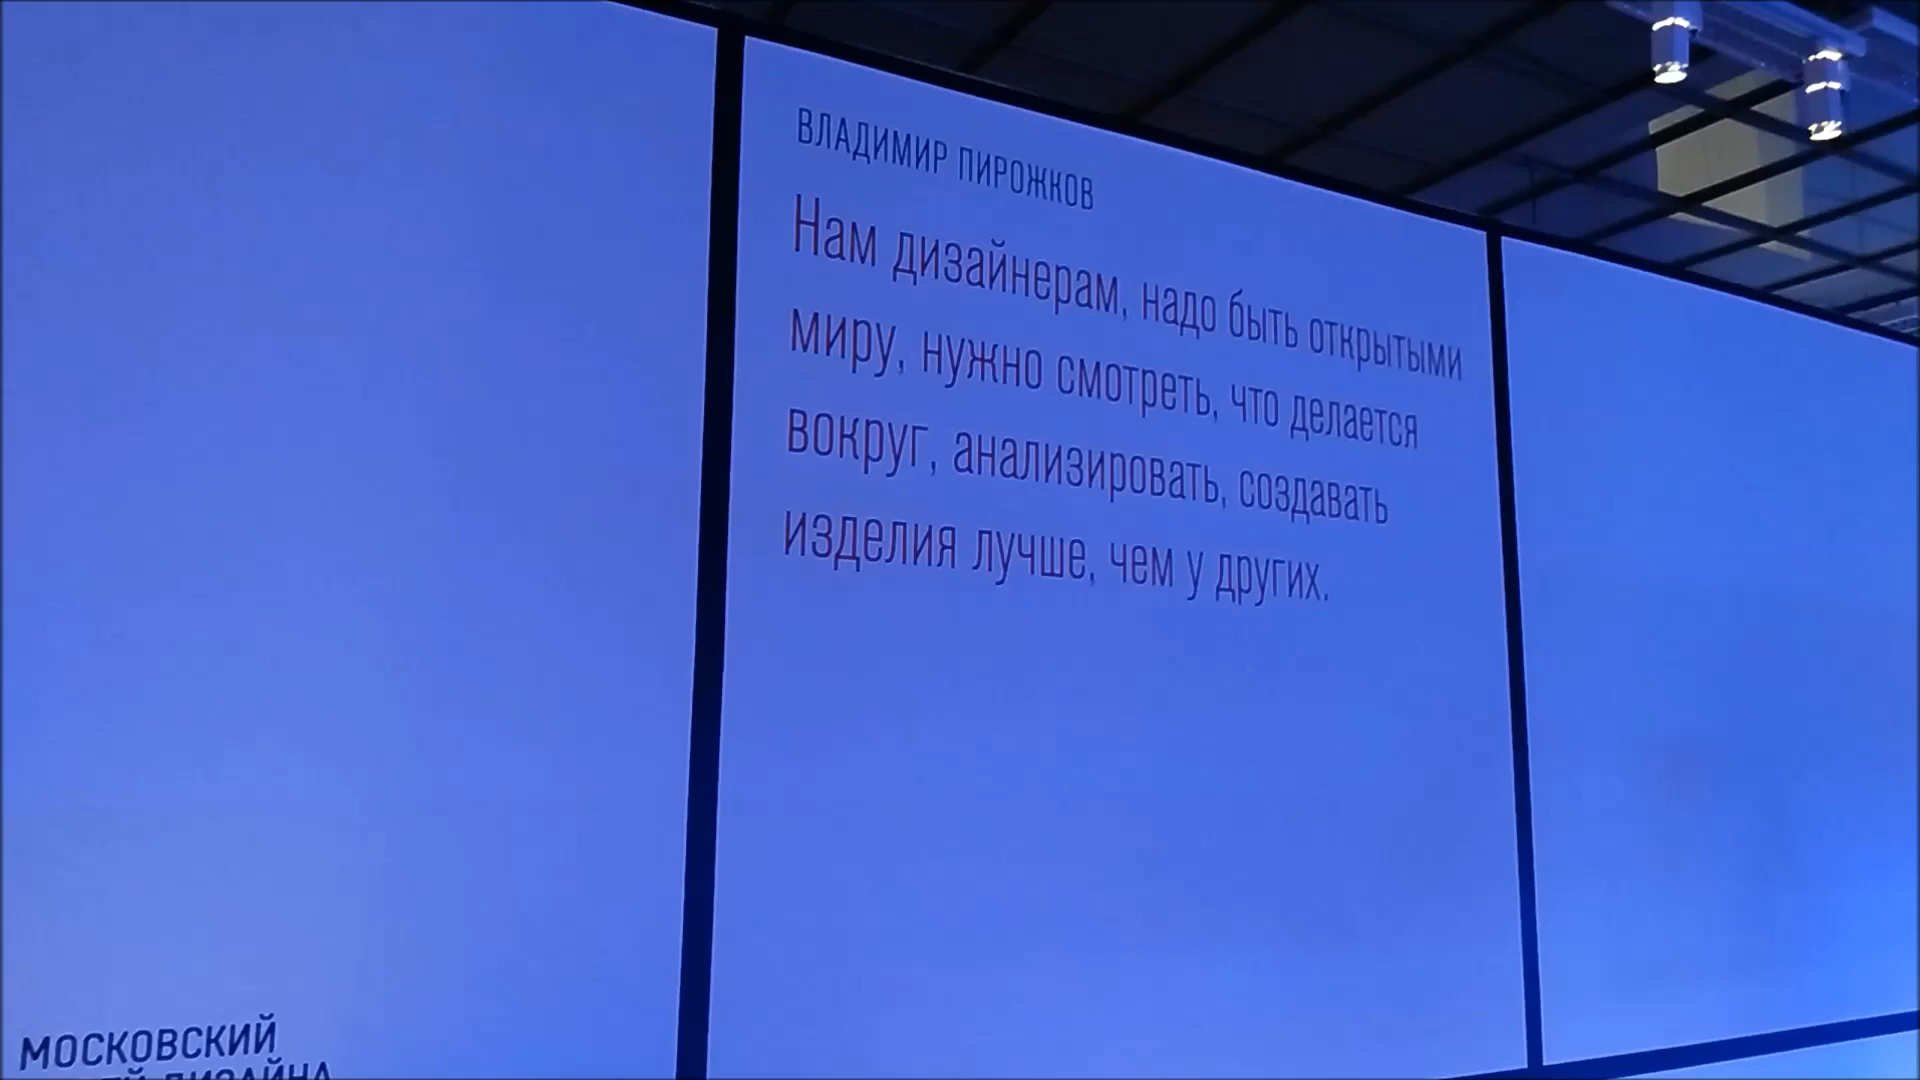 ВЛАДИМИР ПИРОЖКОВ
Нам дизайнерам, надо быть открытыми
миру, нужно смотреть, что делается
вокруг, анализировать, создавать
изделия лучше, чем у других.
МОСКОВСКИЙ
ДИЗАЙНА